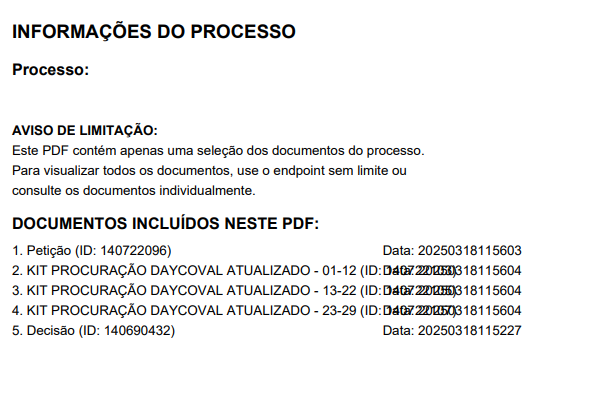 INFORMAÇÕES DO PROCESSO
Processo:
AVISO DE LIMITAÇÃO:
Este PDF contém apenas uma seleção dos documentos do processo.
Para visualizar todos os documentos, use o endpoint sem limite ou
consulte os documentos individualmente.
DOCUMENTOS INCLUÍDOS NESTE PDF:
1. Petição (ID: 140722096) Data: 20250318115603
2. KIT PROCURAÇÃO DAYCOVAL ATUALIZADO - 01-12 (ID: Data: 20250318115604
3. KIT PROCURAÇÃO DAYCOVAL ATUALIZADO - 13-22 (ID: Data: 20250318115604
4. KIT PROCURAÇÃO DAYCOVAL ATUALIZADO - 23-29 (ID: Data: 20250318115604
5. Decisão (ID: 140690432) Data: 20250318115227